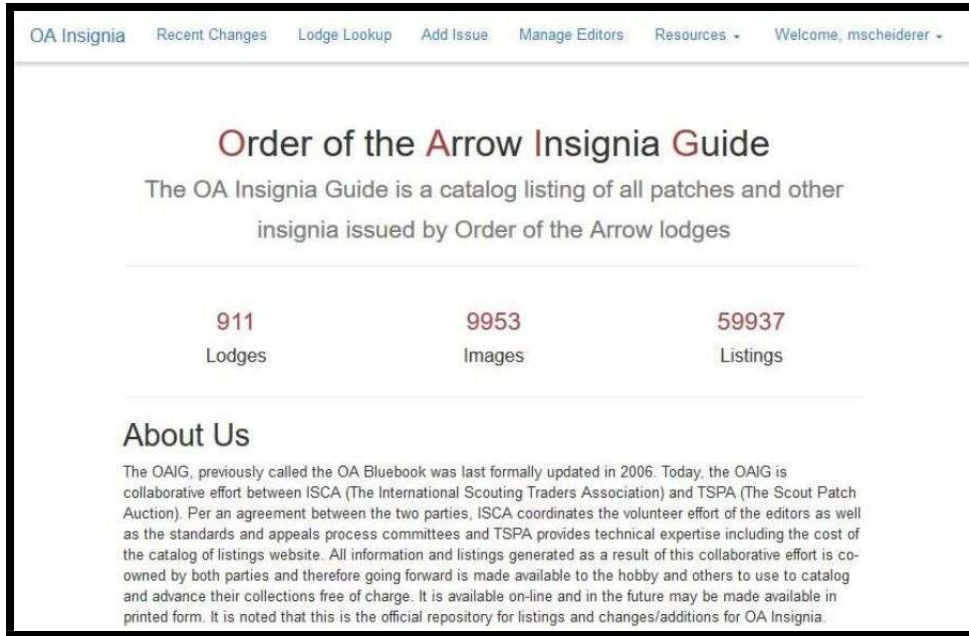 OA Insignia Recent Changes Lodge Lookup Add Issue Manage Editors Resources Welcome, mscheiderer
Order of the Arrow Insignia Guide
The OA Insignia Guide is a catalog listing of all patches and other
insignia issued by Order of the Arrow lodges
911 9953 59937
Lodges Images Listings
About Us
The OAIG, previously called the OA Bluebook was last formally updated in 2006. Today, the OAIG is
collaborative effort between ISCA (The International Scouting Traders Association) and TSPA (The Scout Patch
Auction). Per an agreement between the two parties, ISCA coordinates the volunteer effort of the editors as well
as the standards and appeals process committees and TSPA provides technical expertise including the cost of
the catalog of listings website. All information and listings generated as a result of this collaborative effort is co-
owned by both parties and therefore going forward is made available to the hobby and others to use to catalog
and advance their collections free of charge. It is available on-line and in the future may be made available in
printed form. It is noted that this is the official repository for listings and changes/additions for OA Insignia.